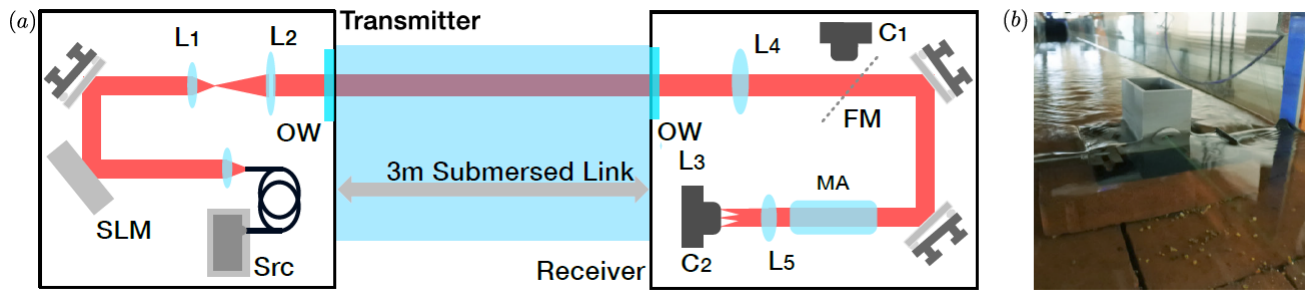 (a)
Transmitter
L1
L2
OW
SLM
Src
3m Submersed Link
Receiver
OW
L4
C1
FM
L3
MA
C2
L5
(b)